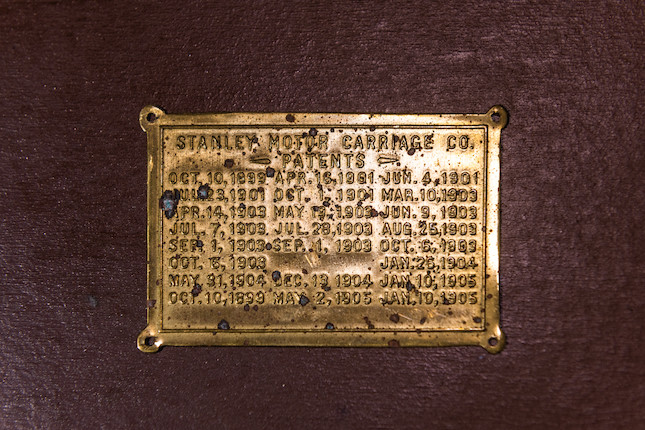 STANLEY MOTOR CARRIAGE CO.
PATENTS
OCT. 10, 1899 APR. 16, 1901 JUN. 4, 1901
JUL. 23, 1901 OCT. 1901 MAR. 10, 1903
APR. 14, 1903 MAY 19, 1903 JUN. 9, 1903
JUL. 7, 1903 JUL. 28, 1903 AUG. 25, 1903
SEP. 1, 1903 SEP. 1, 1903 OCT. 6, 1903
OCT. 6, 1903 JAN. 26, 1904
MAY 31, 1904 DEC. 13, 1904 JAN. 10, 1905
OCT. 10, 1899 MAY 2, 1905 JAN. 10, 1905